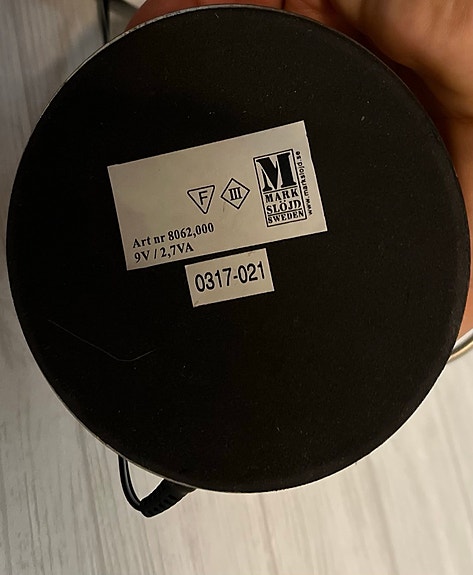 F
III
M
MARK
SLÖJD
SWEDEN
www.markslojd.se
Art nr 8062,000
9V / 2,7VA
0317-021